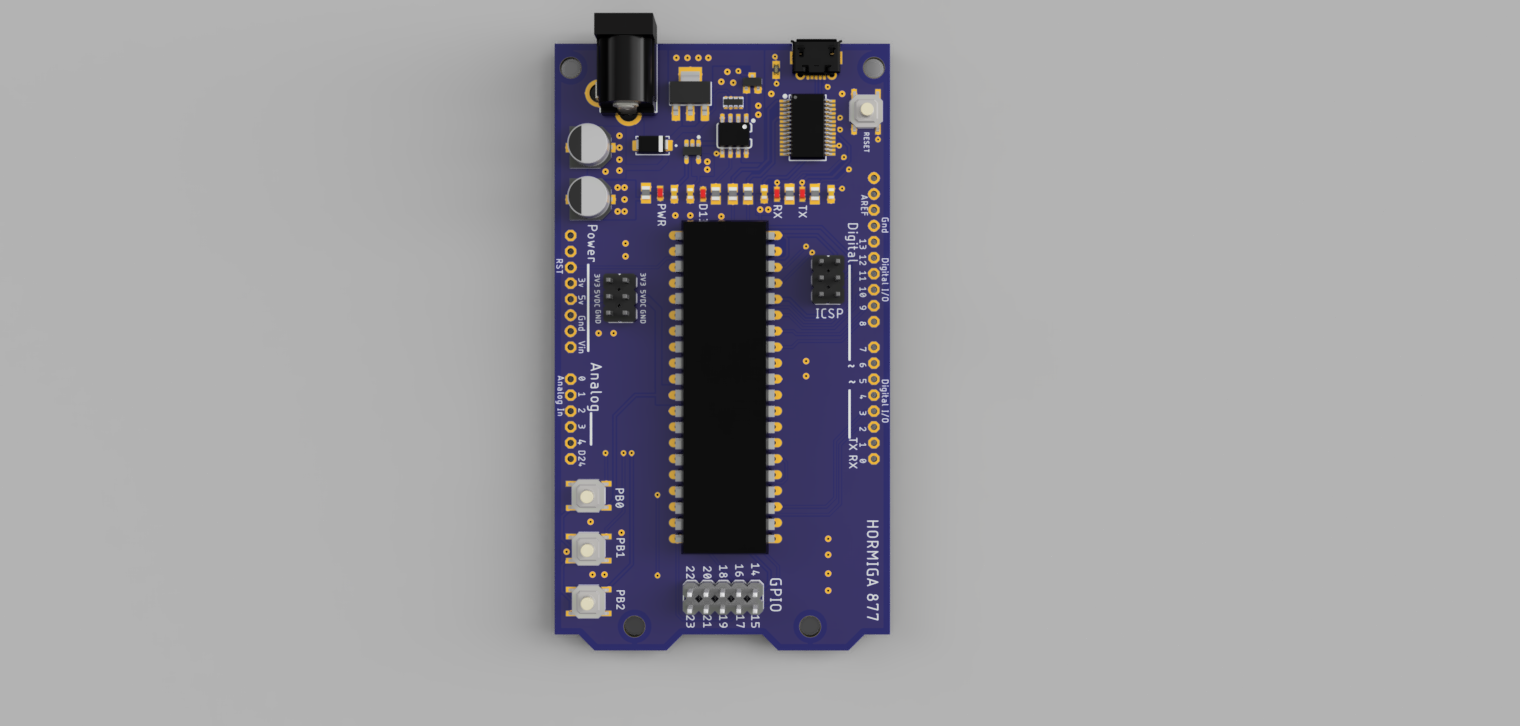 RESET
PWR
RX
TX
AREF
Gnd
Digital
13
12
11
10
9
8
Digital I/O
7
6
5
4
3
2
1
0
Digital I/O
TX RX
Power
RST
3v
5v
Gnd
Vin
3V3 5VDC GND
3V3 5VDC GND
ICSP
Analog
Analog In
0
1
2
3
4
D24
PB0
PB1
PB2
HORMIGA 877
GPIO
22 20 18 16 14
23 21 19 17 15